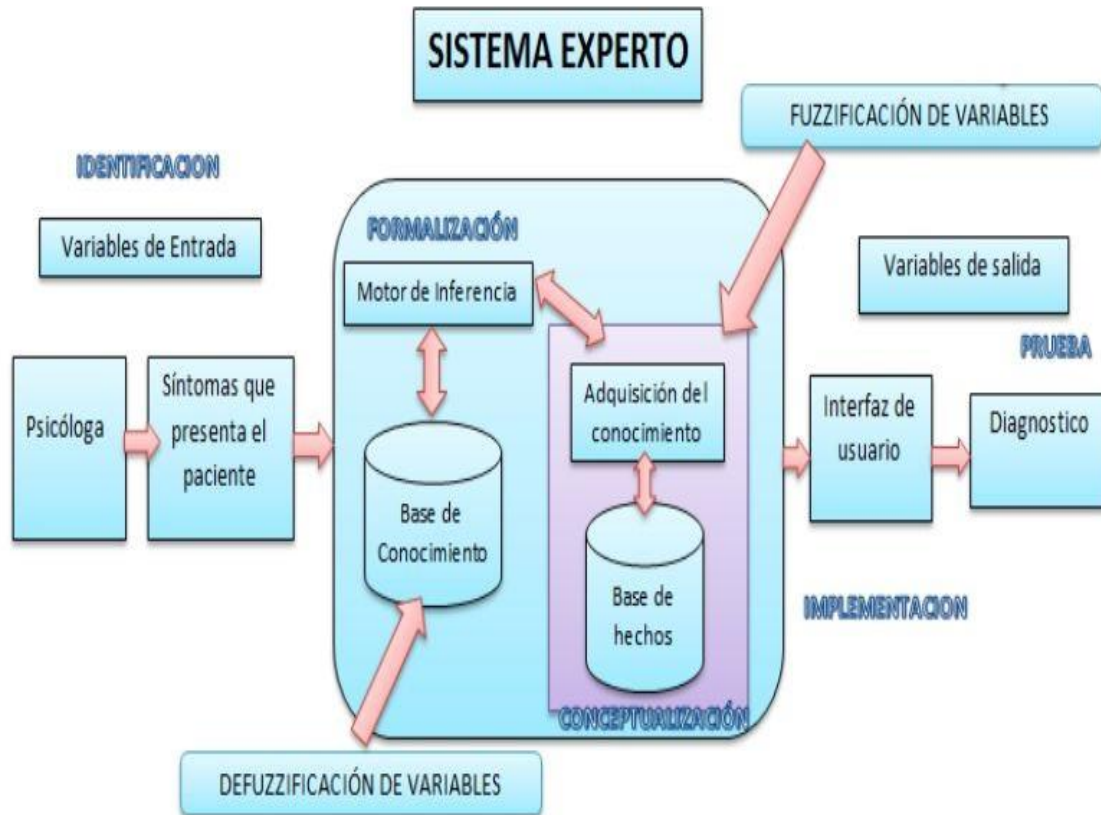 SISTEMA EXPERTO
FUZZIFICACIÓN DE VARIABLES
IDENTIFICACION
Variables de Entrada
FORMALIZACIÓN
Motor de Inferencia
Variables de salida
PRUEBA
Psicóloga
Síntomas que
presenta el
paciente
Base de
Conocimiento
Adquisición del
conocimiento
Base de
hechos
CONCEPTUALIZACIÓN
Interfaz de
usuario
Diagnostico
IMPLEMENTACION
DEFUZZIFICACIÓN DE VARIABLES